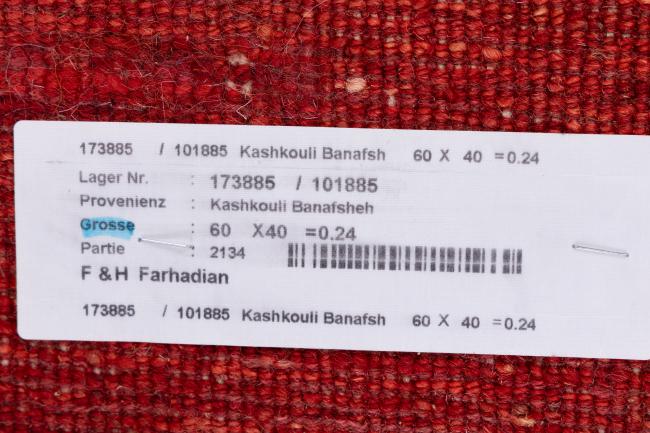 173885 / 101885 Kashkouli Banafsh 60 X 40 =0.24
Lager Nr. : 173885 / 101885
Provenienz : Kashkouli Banafsheh
Grosse : 60 X40 =0.24
Partie : 2134
F & H Farhadian
173885 / 101885 Kashkouli Banafsh 60 X 40 =0.24